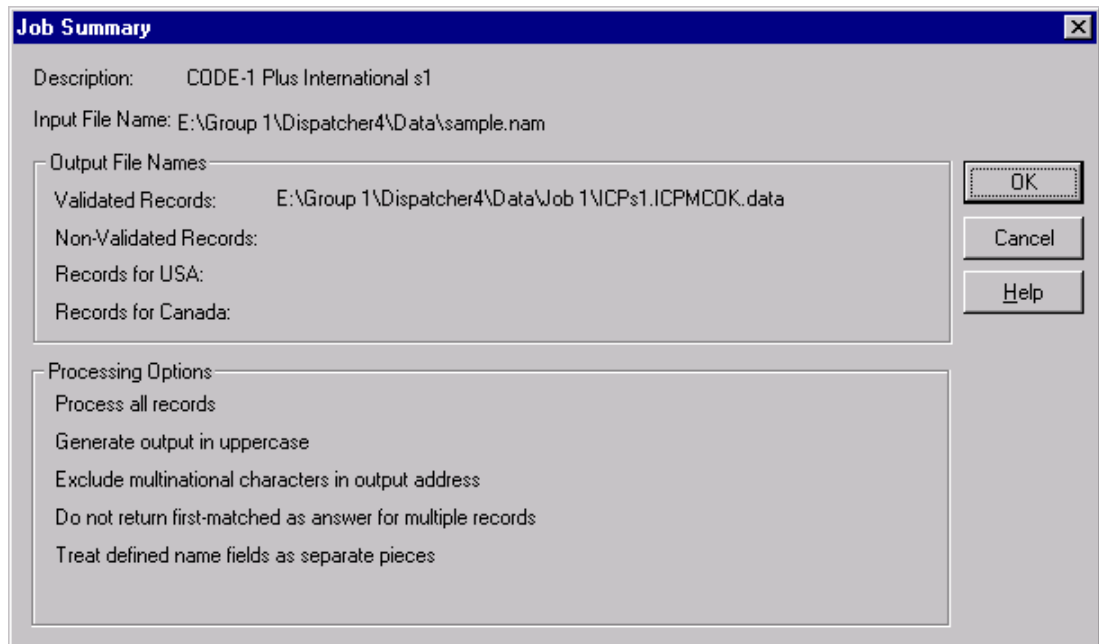 Job Summary
Description: CODE-1 Plus International s1
Input File Name: E:\Group 1\Dispatcher4\Data\sample.nam
Output File Names
Validated Records: E:\Group 1\Dispatcher4\Data\Job 1\ICPs1.ICPMCOK.data
Non-Validated Records:
Records for USA:
Records for Canada:
OK
Cancel
Help
Processing Options
Process all records
Generate output in uppercase
Exclude multinational characters in output address
Do not return first-matched as answer for multiple records
Treat defined name fields as separate pieces